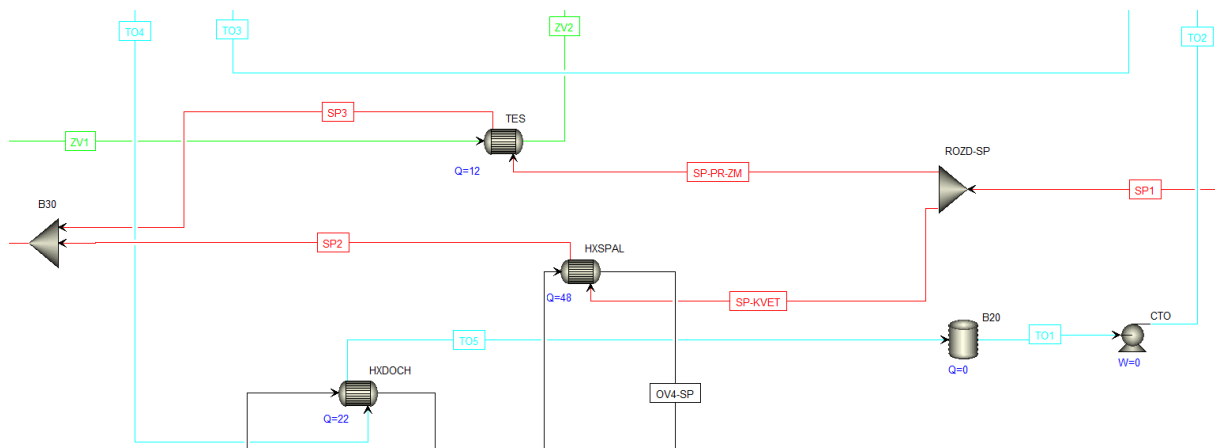 TO4
TO3
ZV2
TO2
SP3
TES
ZV1
ROZD-SP
Q=12
SP-PR-ZM
SP1
B30
SP2
HXSPAL
Q=48
SP-KVET
B20
CTO
TO5
TO1
Q=0
W=0
HXDOCH
OV4-SP
Q=22